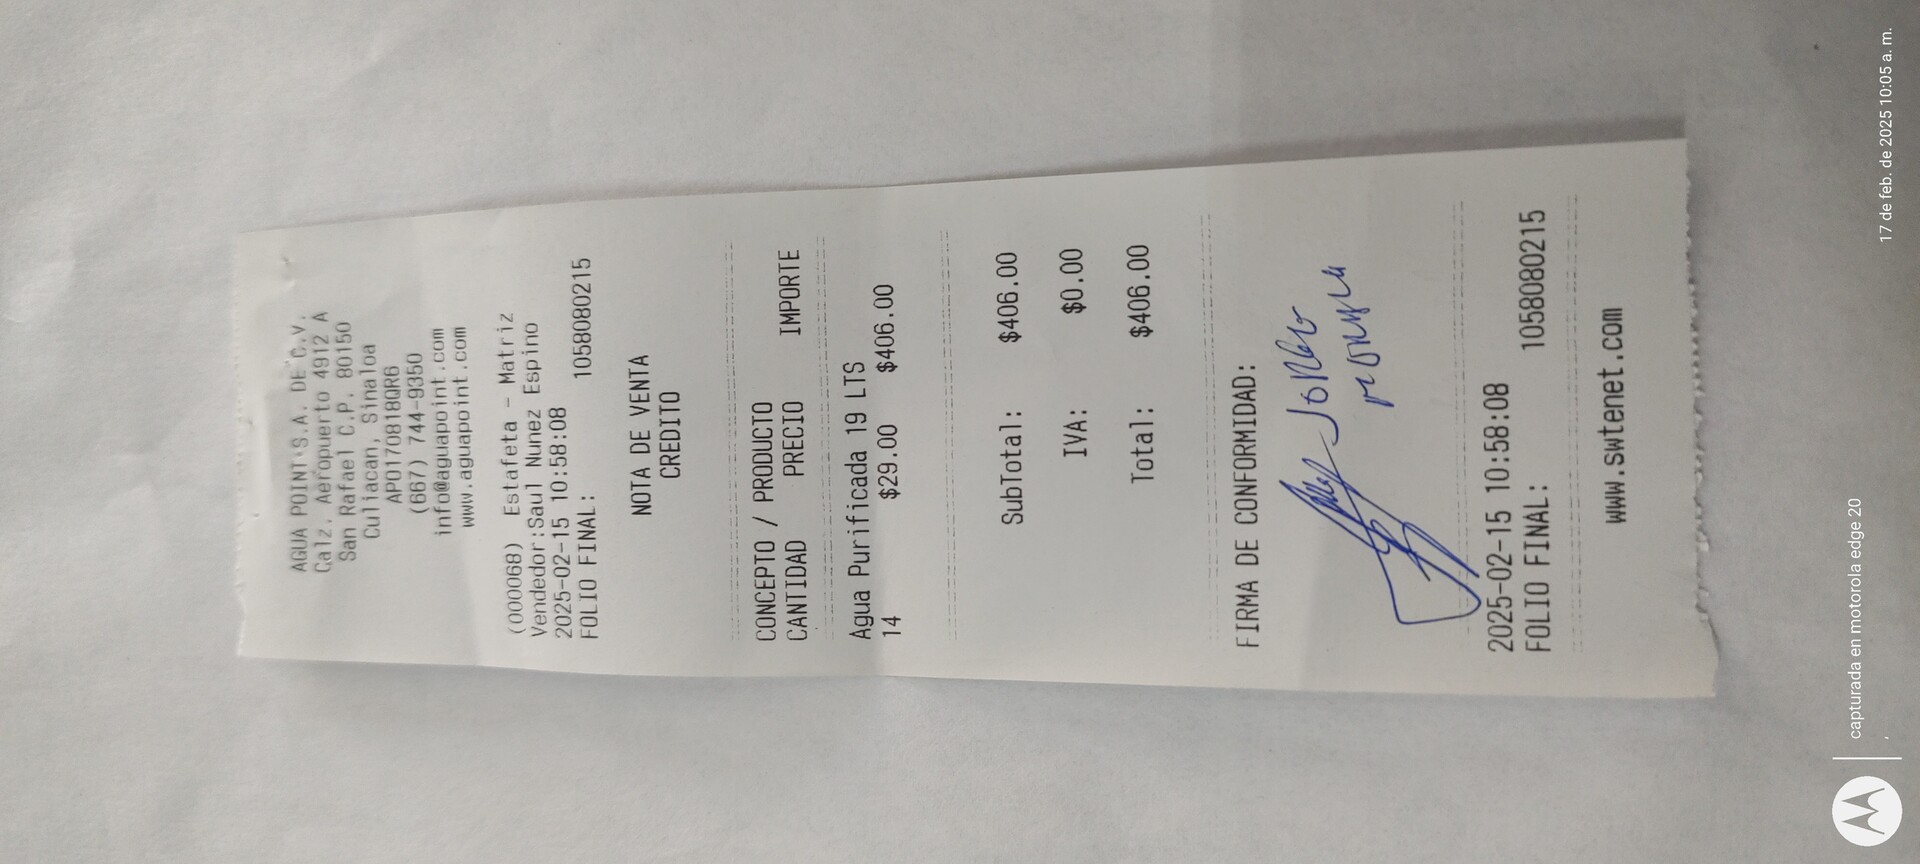 AGUA POINT S.A. DE C.V.
Calz. Aeropuerto 4912 A
San Rafael C.P. 80150
Culiacan, Sinaloa
APO170818QR6
(667) 744-9350
info@aguapoint.com
www.aguapoint.com
(000068) Estafeta - Matriz
Vendedor:Saul Nunez Espino
2025-02-15 10:58:08
FOLIO FINAL: 1058080215
NOTA DE VENTA
CREDITO
CONCEPTO / PRODUCTO
CANTIDAD PRECIO IMPORTE
Agua Purificada 19 LTS
14 $29.00 $406.00
SubTotal: $406.00
IVA: $0.00
Total: $406.00
FIRMA DE CONFORMIDAD:
2025-02-15 10:58:08
FOLIO FINAL: 1058080215
www.swtenet.com
capturada en motorola edge 20
17 de feb. de 2025 10:05 a. m.